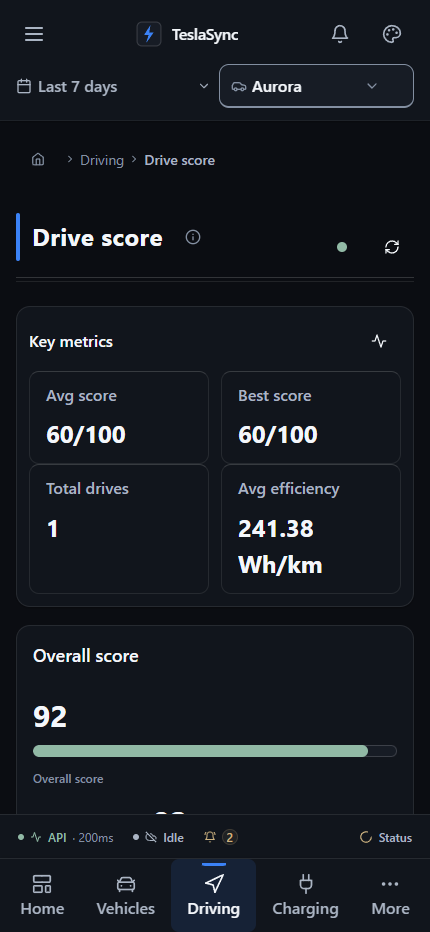 TeslaSync
Last 7 days
Aurora
Driving
Drive score
Drive score
Key metrics
Avg score
Best score
60/100
60/100
Total drives
Avg efficiency
1
241.38
Wh/km
Overall score
92
Overall score
API · 200ms
Idle
2
Status
Home
Vehicles
Driving
Charging
More